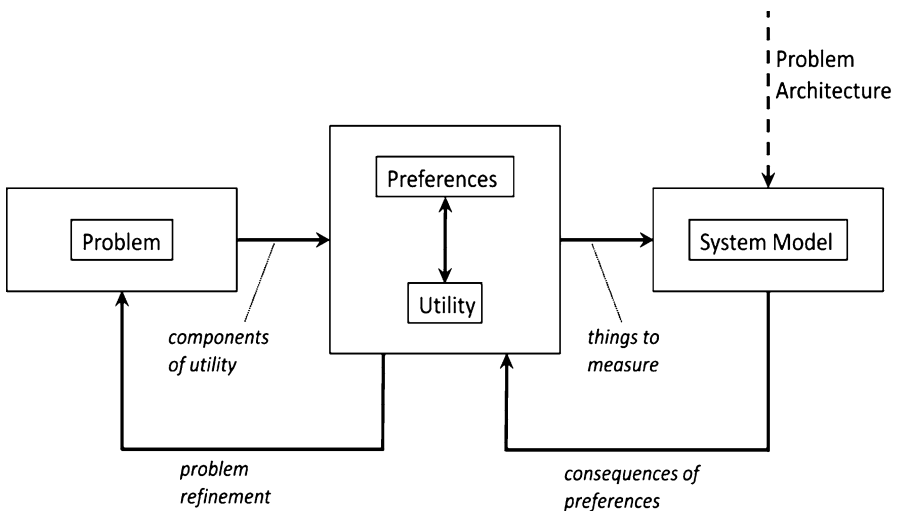 Problem
Architecture
Preferences
Problem
System Model
Utility
components
of utility
things to
measure
problem
refinement
consequences of
preferences